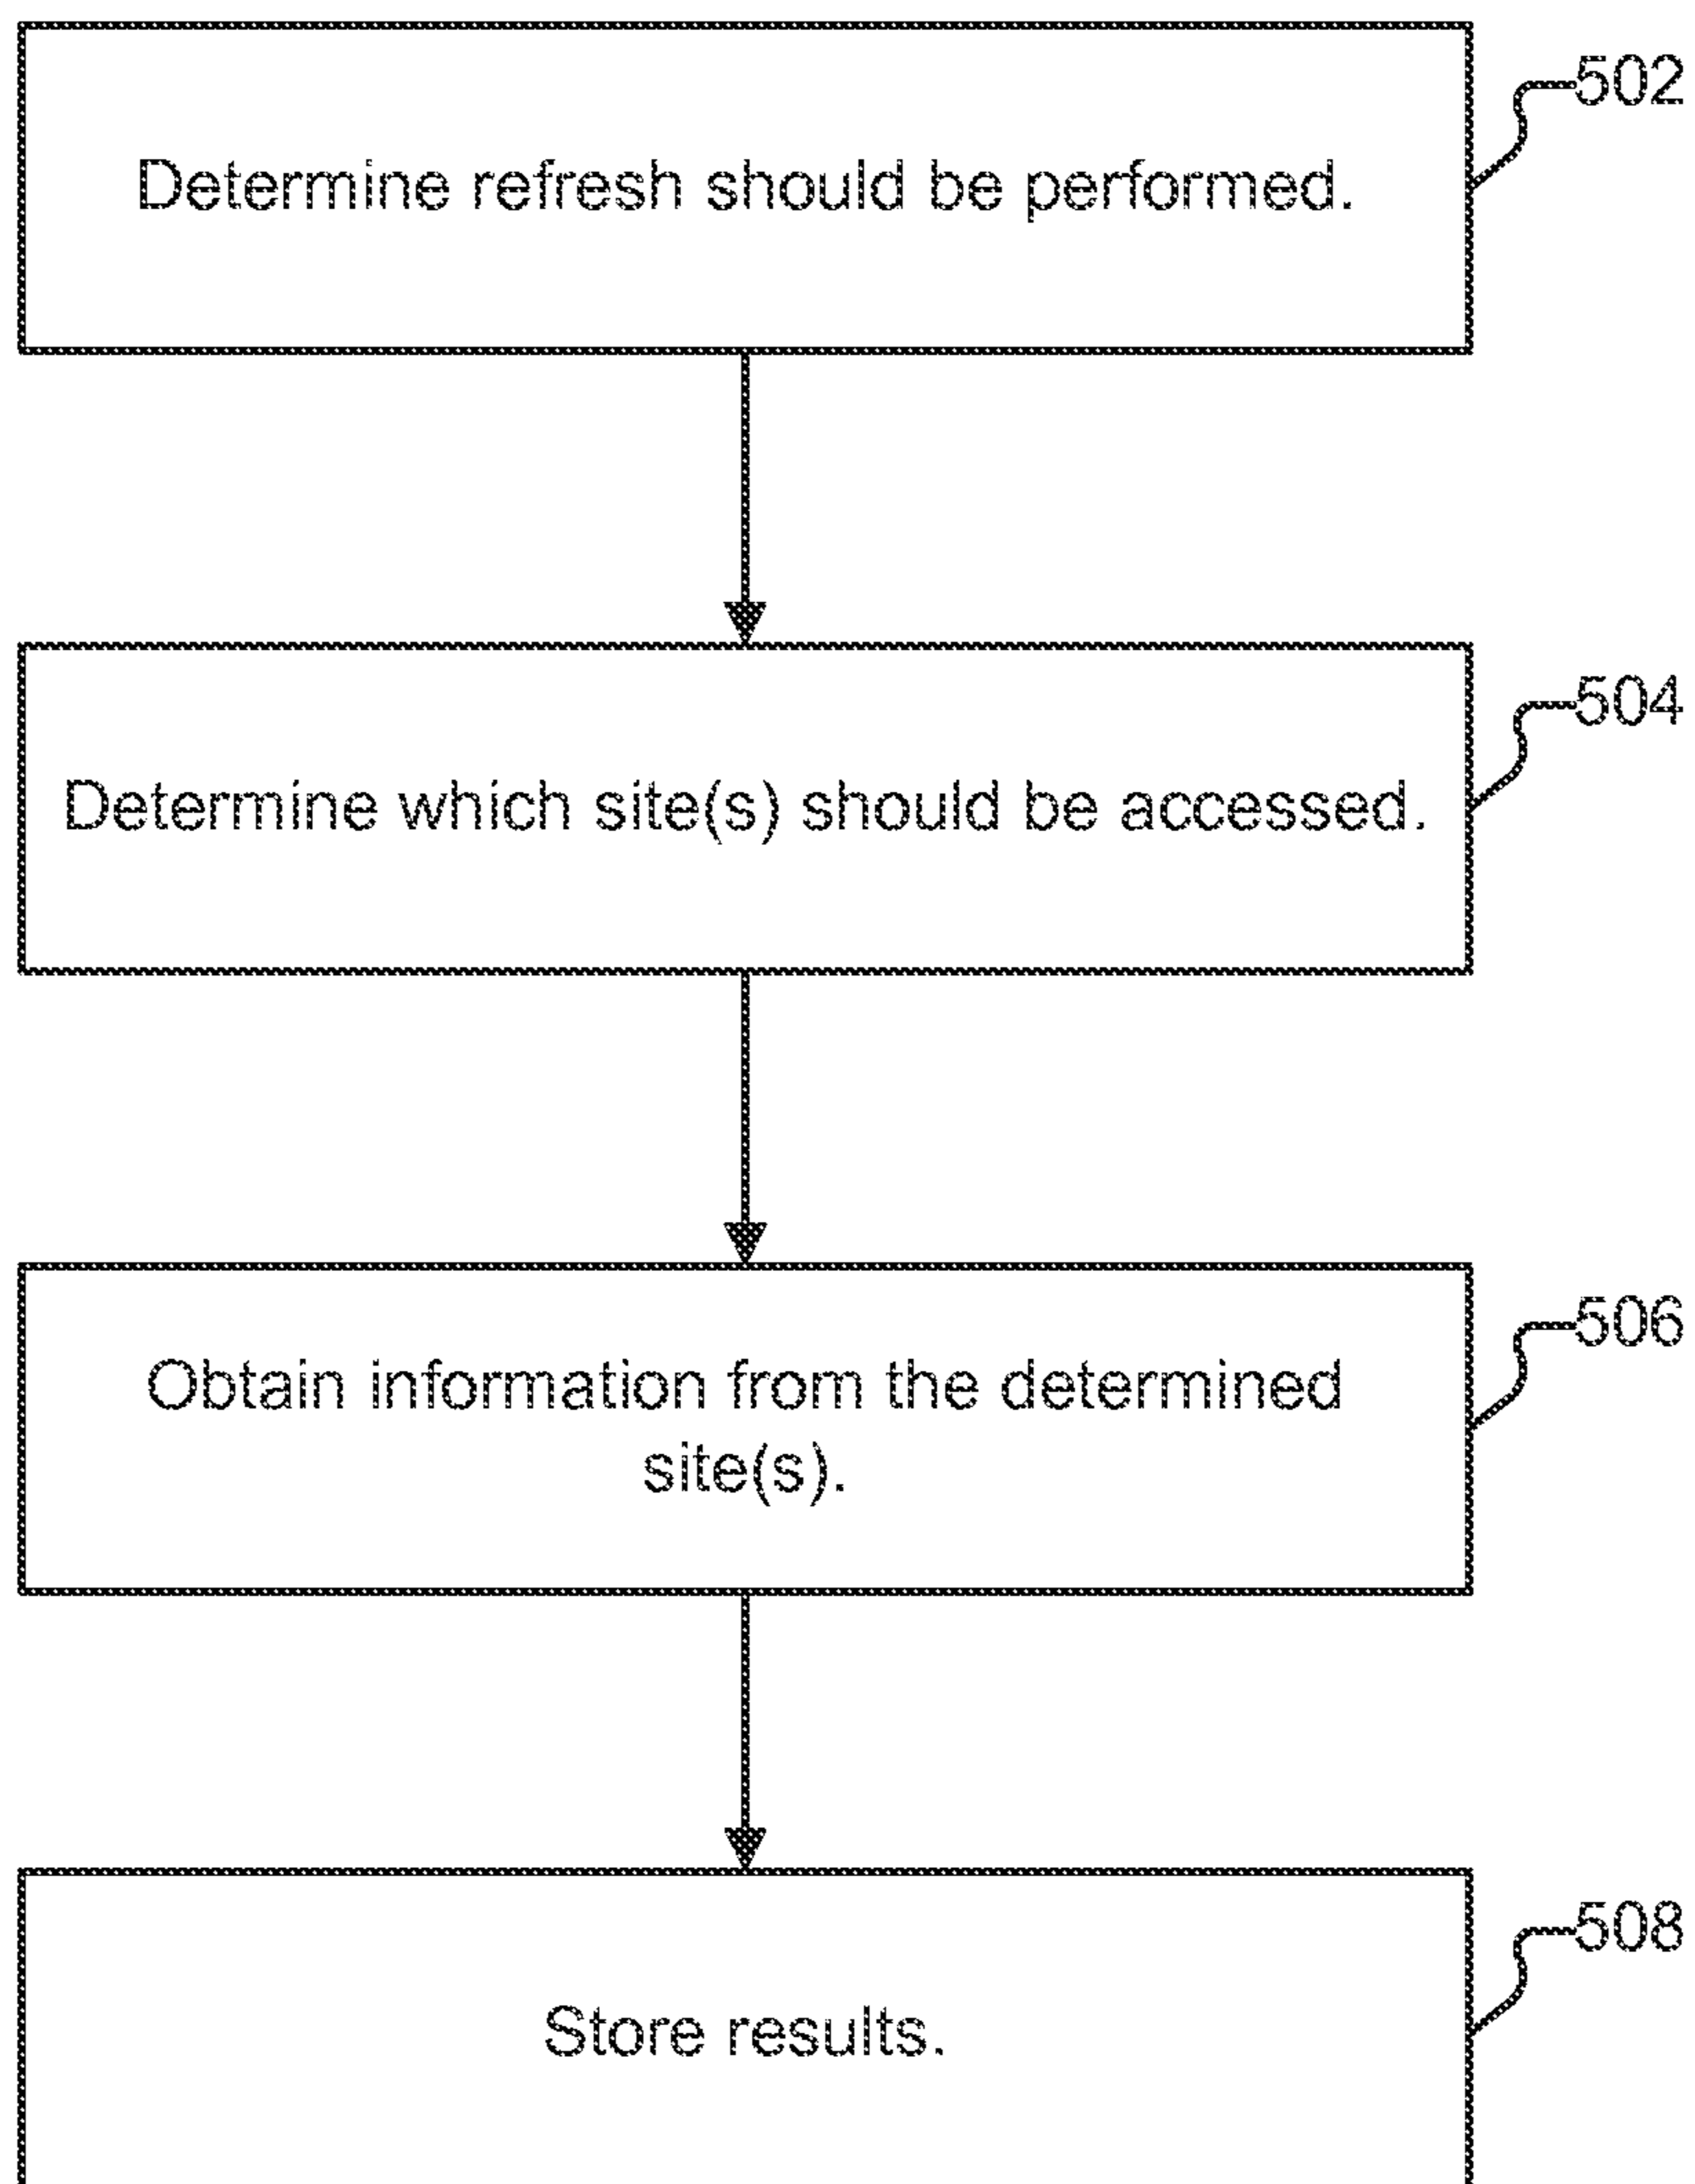 502
Determine refresh should be performed.
504
Determine which site(s) should be accessed.
506
Obtain information from the determined
site(s).
508
Store results.